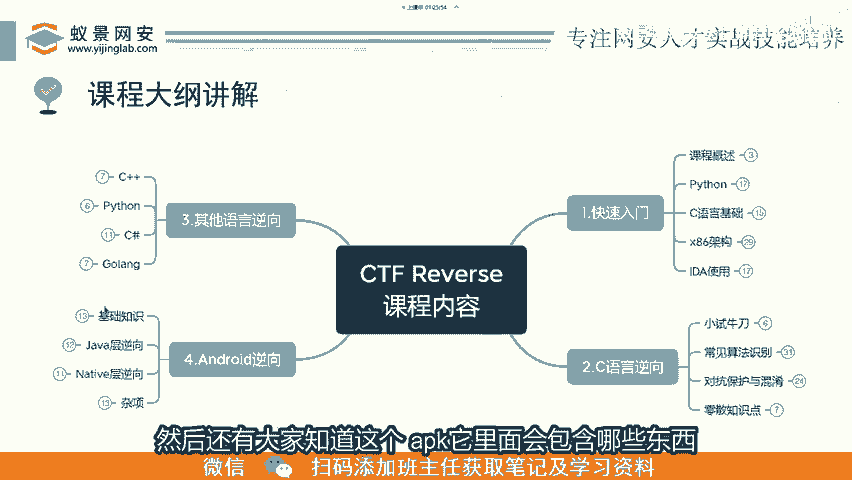 上课中 01:23:54
蚁景网安
www.yijinglab.com
专注网安人才实战技能培养
课程大纲讲解
CTF Reverse
课程内容
1.快速入门
课程概述 3
Python 17
C语言基础 15
x86架构 29
IDA使用 17
2.C语言逆向
小试牛刀 6
常见算法识别 31
对抗保护与混淆 24
零散知识点 7
3.其他语言逆向
7 C++
6 Python
11 C#
7 Golang
4.Android逆向
13 基础知识
12 Java层逆向
11 Native层逆向
13 杂项
然后还有大家知道这个 apk它里面会包含哪些东西
微信 扫码添加班主任获取笔记及学习资料